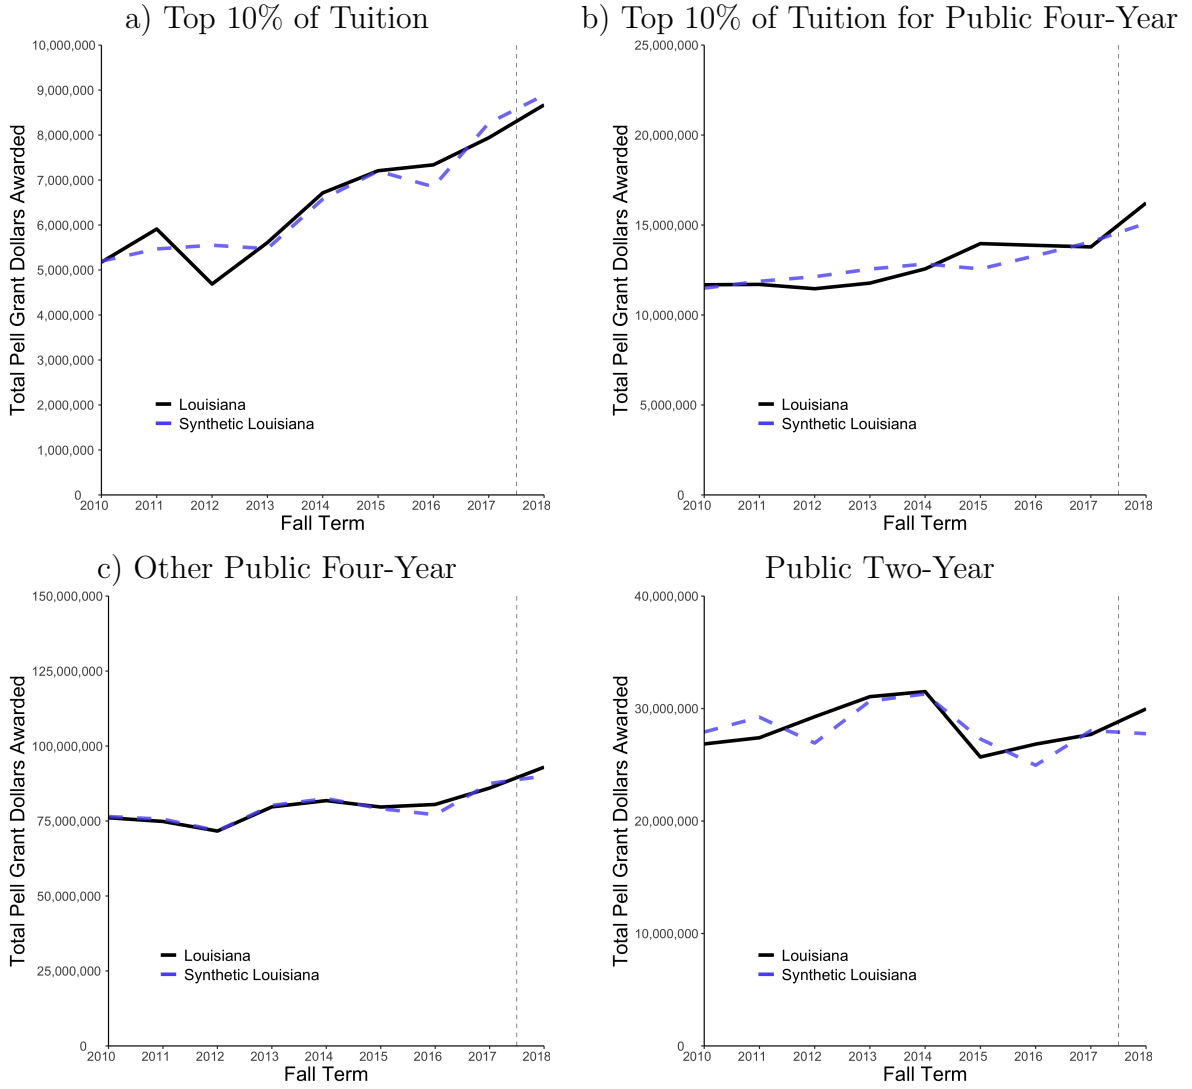 a) Top 10% of Tuition
Total Pell Grant Dollars Awarded
10,000,000
9,000,000
8,000,000
7,000,000
6,000,000
5,000,000
4,000,000
3,000,000
2,000,000
1,000,000
0
Louisiana
Synthetic Louisiana
2010 2011 2012 2013 2014 2015 2016 2017 2018
Fall Term
b) Top 10% of Tuition for Public Four-Year
Total Pell Grant Dollars Awarded
25,000,000
20,000,000
15,000,000
10,000,000
5,000,000
0
Louisiana
Synthetic Louisiana
2010 2011 2012 2013 2014 2015 2016 2017 2018
Fall Term
c) Other Public Four-Year
Total Pell Grant Dollars Awarded
150,000,000
125,000,000
100,000,000
75,000,000
50,000,000
25,000,000
0
Louisiana
Synthetic Louisiana
2010 2011 2012 2013 2014 2015 2016 2017 2018
Fall Term
Public Two-Year
Total Pell Grant Dollars Awarded
40,000,000
30,000,000
20,000,000
10,000,000
0
Louisiana
Synthetic Louisiana
2010 2011 2012 2013 2014 2015 2016 2017 2018
Fall Term